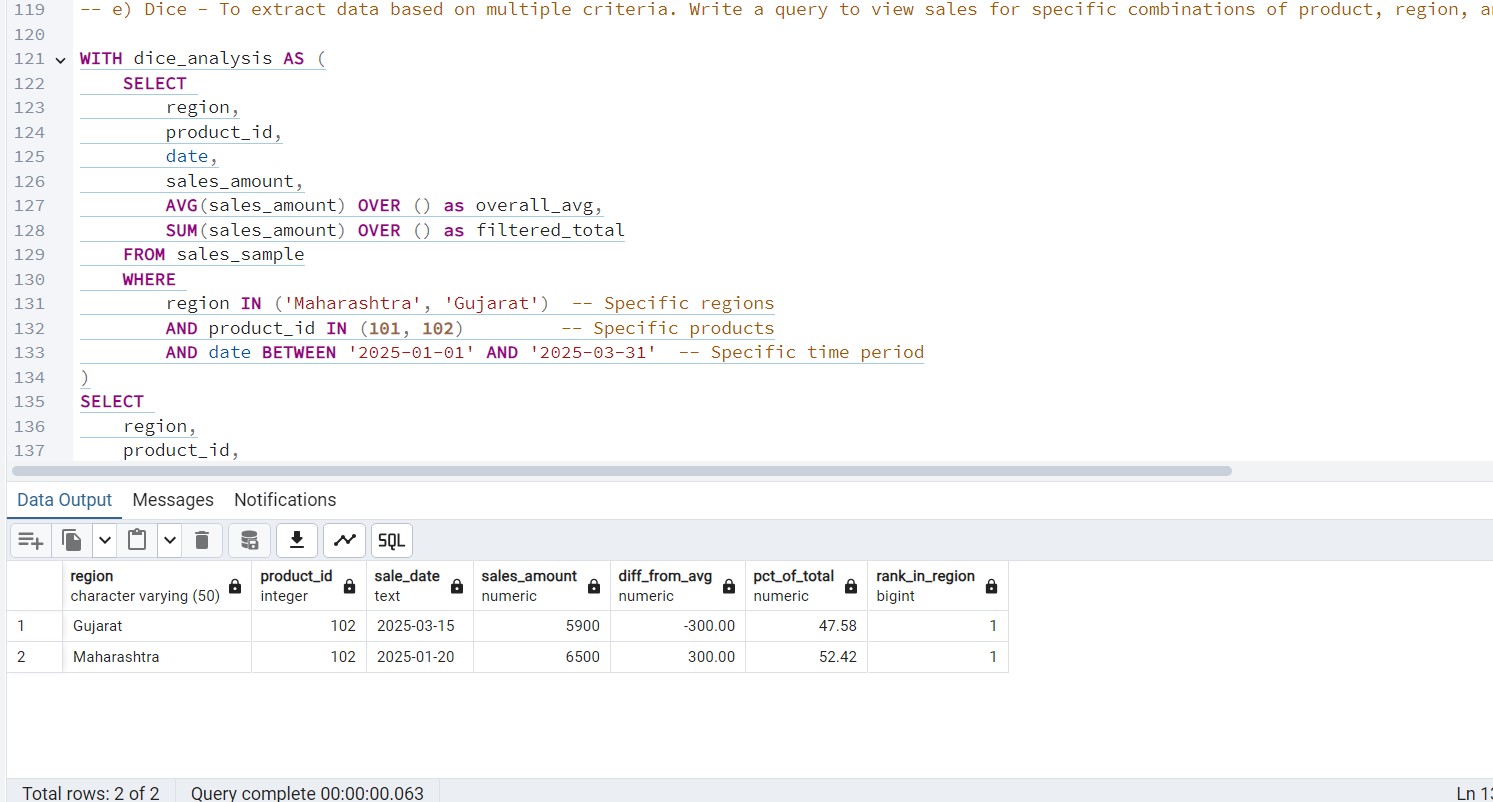 119 -- e) Dice - To extract data based on multiple criteria. Write a query to view sales for specific combinations of product, region,
120
121 WITH dice_analysis AS (
122 SELECT
123 region,
124 product_id,
125 date,
126 sales_amount,
127 AVG(sales_amount) OVER () as overall_avg,
128 SUM(sales_amount) OVER () as filtered_total
129 FROM sales_sample
130 WHERE
131 region IN ('Maharashtra', 'Gujarat') -- Specific regions
132 AND product_id IN (101, 102) -- Specific products
133 AND date BETWEEN '2025-01-01' AND '2025-03-31' -- Specific time period
134 )
135 SELECT
136 region,
137 product_id,
Data Output Messages Notifications
SQL
region product_id sale_date sales_amount diff_from_avg pct_of_total rank_in_region
character varying (50) integer text numeric numeric numeric bigint
1 Gujarat 102 2025-03-15 5900 -300.00 47.58 1
2 Maharashtra 102 2025-01-20 6500 300.00 52.42 1
Total rows: 2 of 2 Query complete 00:00:00.063 Ln